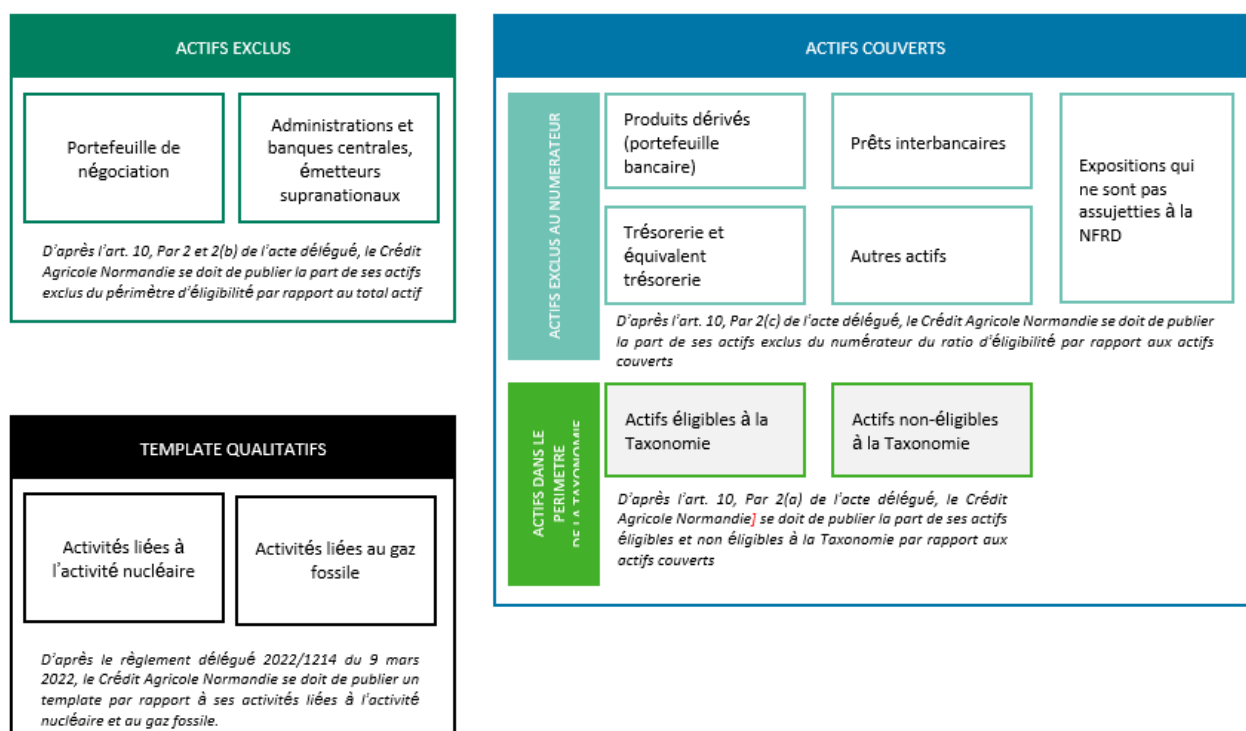 ACTIFS EXCLUS
Portefeuille de
négociation
Administrations et
banques centrales,
émetteurs
supranationaux
D'après l'art. 10, Par 2 et 2(b) de l'acte délégué, le Crédit
Agricole Normandie se doit de publier la part de ses actifs
exclus du périmètre d'éligibilité par rapport au total actif
TEMPLATE QUALITATIFS
Activités liées à
l'activité nucléaire
Activités liées au gaz
fossile
D'après le règlement délégué 2022/1214 du 9 mars
2022, le Crédit Agricole Normandie se doit de publier un
template par rapport à ses activités liées à l'activité
nucléaire et au gaz fossile.
ACTIFS COUVERTS
ACTIFS EXCLUS AU NUMERATEUR
Produits dérivés
(portefeuille
bancaire)
Prêts interbancaires
Expositions qui
ne sont pas
assujetties à la
NFRD
Trésorerie et
équivalent
trésorerie
Autres actifs
D'après l'art. 10, Par 2(c) de l'acte délégué, le Crédit Agricole Normandie se doit de publier
la part de ses actifs exclus du numérateur du ratio d'éligibilité par rapport aux actifs
couverts
ACTIFS DANS LE
PERIMETRE
DE LA TAXONOMIE
Actifs éligibles à la
Taxonomie
Actifs non-éligibles
à la Taxonomie
D'après l'art. 10, Par 2(a) de l'acte délégué, le Crédit
Agricole Normandie] se doit de publier la part de ses actifs
éligibles et non éligibles à la Taxonomie par rapport aux
actifs couverts